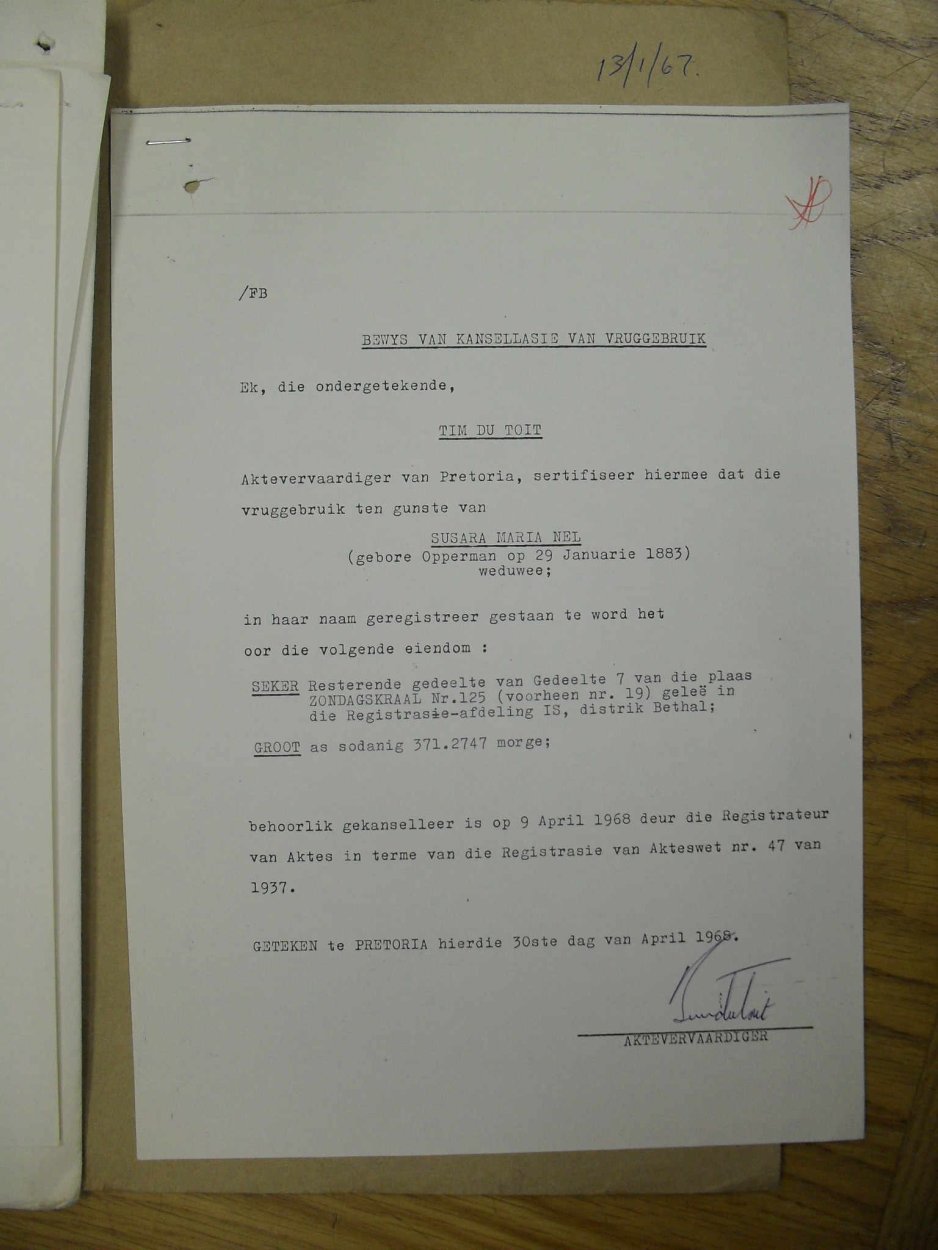 13/1/67.
/FB
BEWYS VAN KANSELLASIE VAN VRUGGEBRUIK
Ek, die ondergetekende,
TIM DU TOIT
Aktevervaardiger van Pretoria, sertifiseer hiermee dat die
vruggebruik ten gunste van
SUSARA MARIA NEL
(gebore Opperman op 29 Januarie 1883)
weduwee;
in haar naam geregistreer gestaan te word het
oor die volgende eiendom :
SEKER Resterende gedeelte van Gedeelte 7 van die plaas
ZONDAGSKRAAL Nr.125 (voorheen nr. 19) geleë in
die Registrasie-afdeling IS, distrik Bethal;
GROOT as sodanig 371.2747 morge;
behoorlik gekanselleer is op 9 April 1968 deur die Registrateur
van Aktes in terme van die Registrasie van Akteswet nr. 47 van
1937.
GETEKEN te PRETORIA hierdie 30ste dag van April 1968.
AKTEVERVAARDIGER